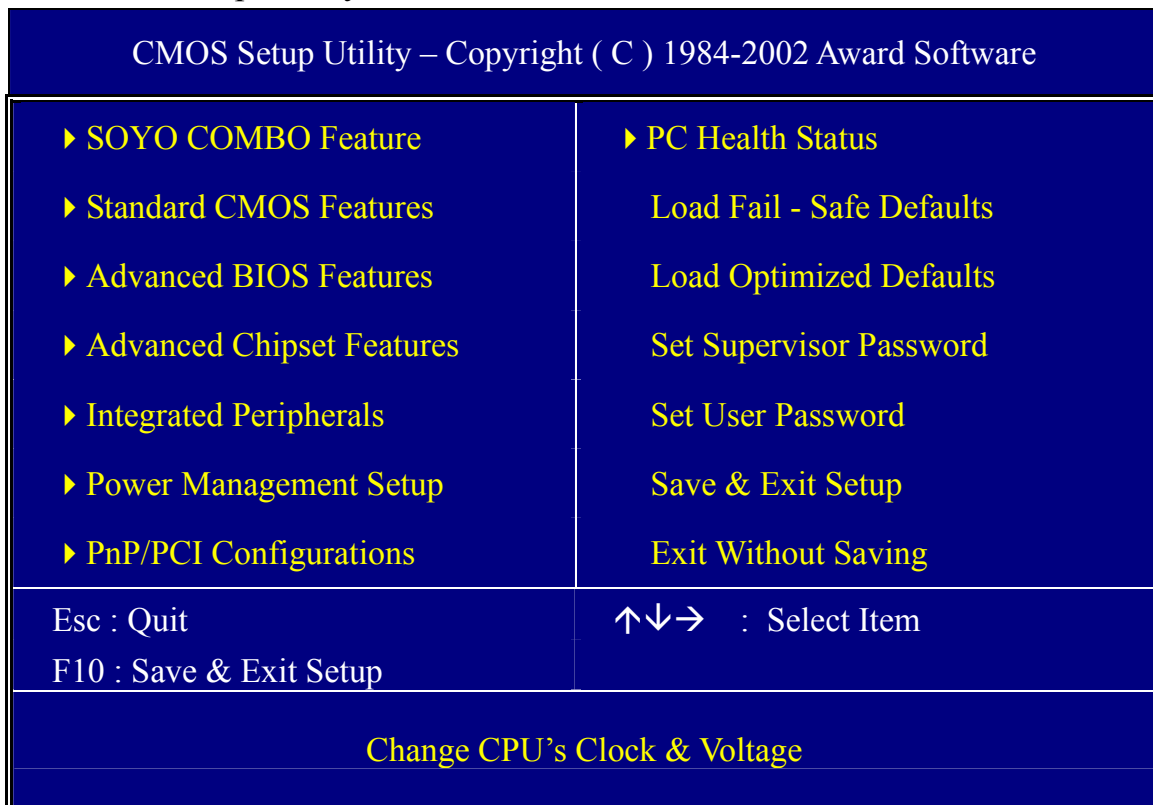 CMOS Setup Utility – Copyright ( C ) 1984-2002 Award Software
SOYO COMBO Feature
Standard CMOS Features
Advanced BIOS Features
Advanced Chipset Features
Integrated Peripherals
Power Management Setup
PnP/PCI Configurations
PC Health Status
Load Fail - Safe Defaults
Load Optimized Defaults
Set Supervisor Password
Set User Password
Save & Exit Setup
Exit Without Saving
Esc : Quit
F10 : Save & Exit Setup
↑↓→ : Select Item
Change CPU’s Clock & Voltage